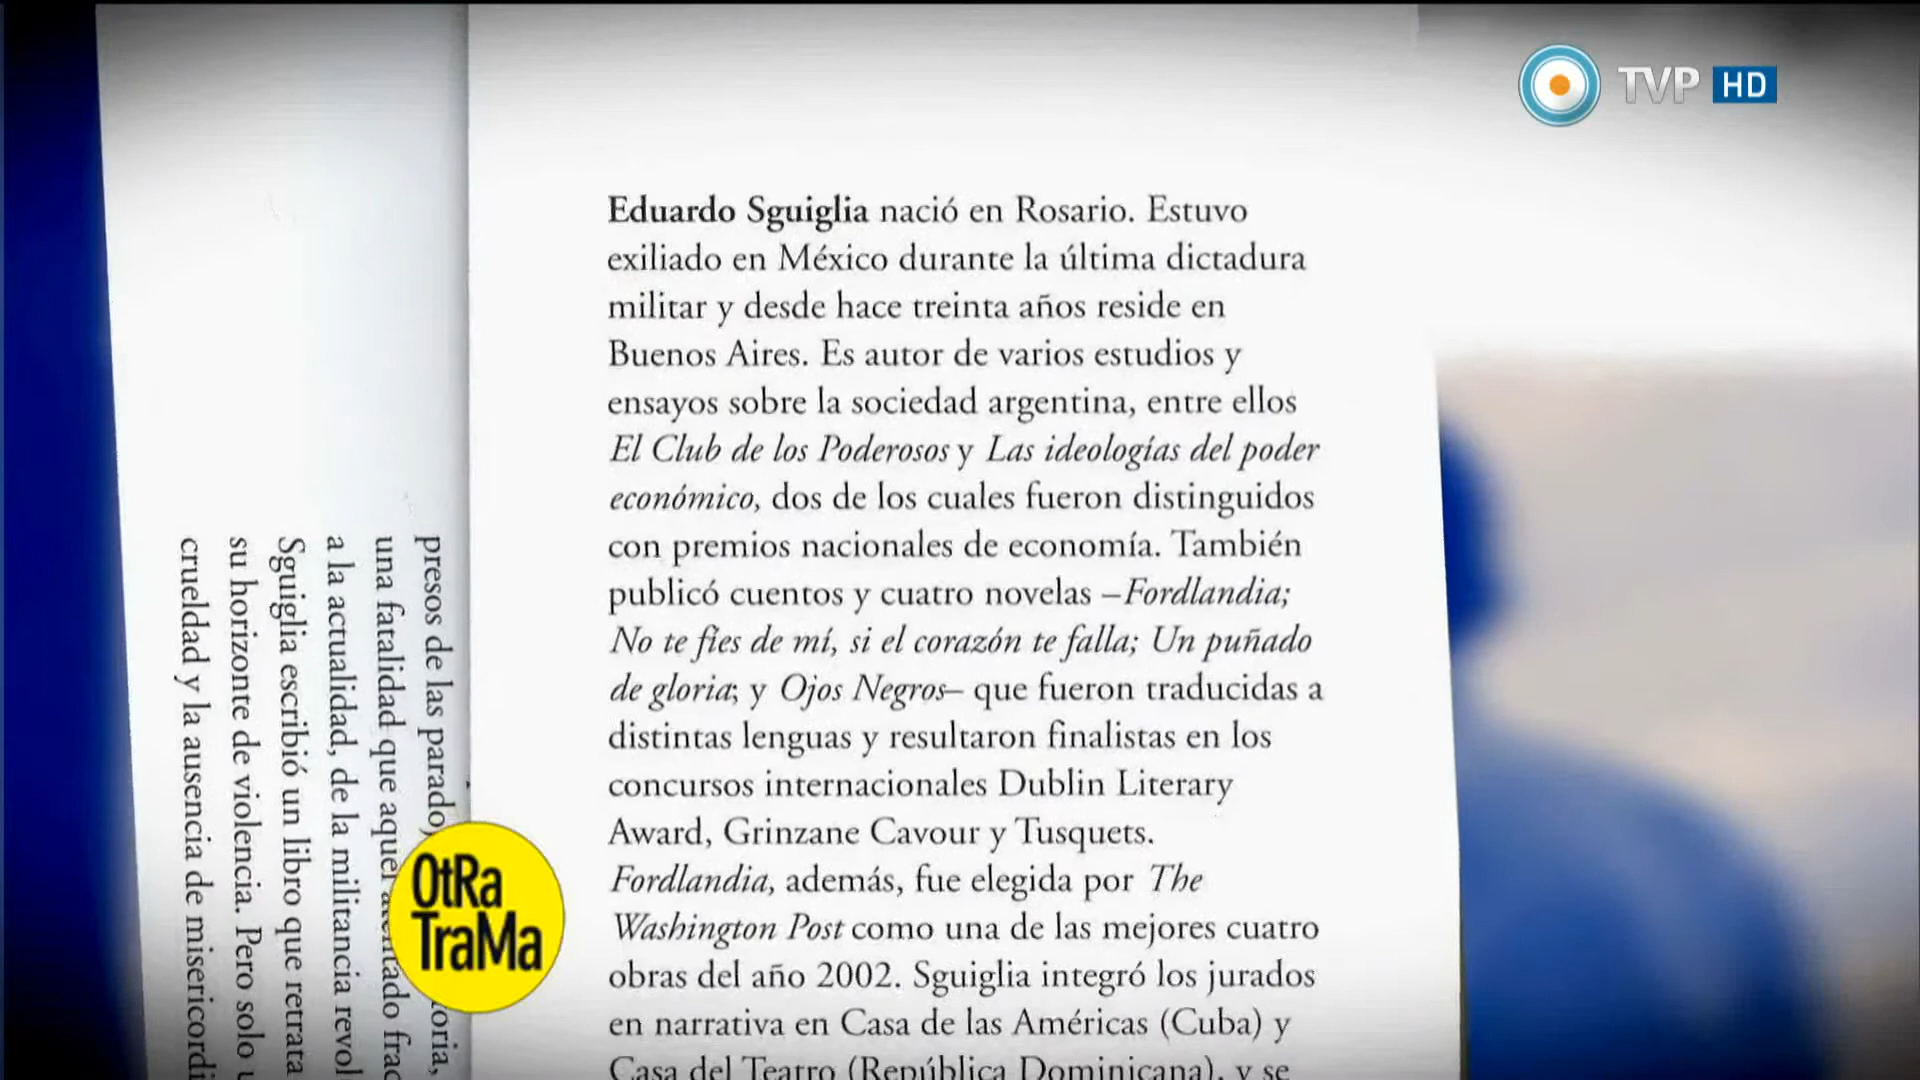 TVP HD
Eduardo Sguiglia nació en Rosario. Estuvo
exiliado en México durante la última dictadura
militar y desde hace treinta años reside en
Buenos Aires. Es autor de varios estudios y
ensayos sobre la sociedad argentina, entre ellos
El Club de los Poderosos y Las ideologías del poder
económico, dos de los cuales fueron distinguidos
con premios nacionales de economía. También
publicó cuentos y cuatro novelas –Fordlandia;
No te fíes de mí, si el corazón te falla; Un puñado
de gloria; y Ojos Negros– que fueron traducidas a
distintas lenguas y resultaron finalistas en los
concursos internacionales Dublin Literary
Award, Grinzane Cavour y Tusquets.
Fordlandia, además, fue elegida por The
Washington Post como una de las mejores cuatro
obras del año 2002. Sguiglia integró los jurados
en narrativa en Casa de las Américas (Cuba) y
Casa del Teatro (República Dominicana), y se
presos de las
una fatalidad que aquel
a la actualidad, de la militancia
Sguiglia escribió un libro que retrata
su horizonte de violencia. Pero solo
crueldad y la ausencia de
OtRa
TraMa